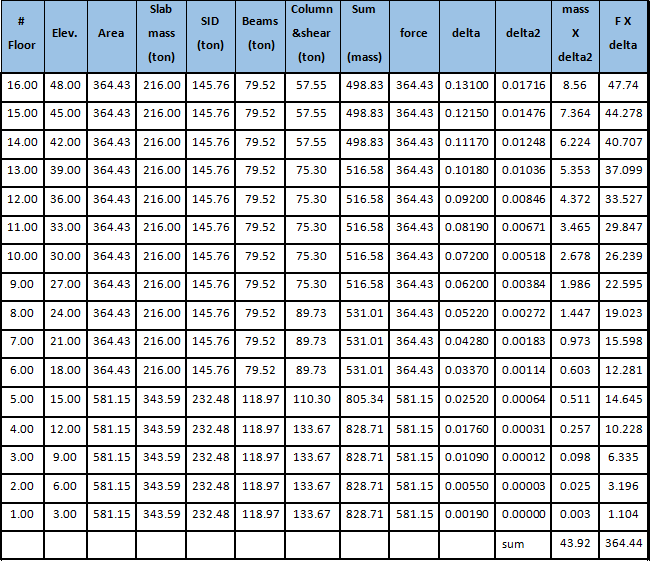 # Floor Elev. Area Slab mass (ton) SID (ton) Beams (ton) Column &shear (ton) Sum (mass) force delta delta2 mass X delta2 F X delta
16.00 48.00 364.43 216.00 145.76 79.52 57.55 498.83 364.43 0.13100 0.01716 8.56 47.74
15.00 45.00 364.43 216.00 145.76 79.52 57.55 498.83 364.43 0.12150 0.01476 7.364 44.278
14.00 42.00 364.43 216.00 145.76 79.52 57.55 498.83 364.43 0.11170 0.01248 6.224 40.707
13.00 39.00 364.43 216.00 145.76 79.52 75.30 516.58 364.43 0.10180 0.01036 5.353 37.099
12.00 36.00 364.43 216.00 145.76 79.52 75.30 516.58 364.43 0.09200 0.00846 4.372 33.527
11.00 33.00 364.43 216.00 145.76 79.52 75.30 516.58 364.43 0.08190 0.00671 3.465 29.847
10.00 30.00 364.43 216.00 145.76 79.52 75.30 516.58 364.43 0.07200 0.00518 2.678 26.239
9.00 27.00 364.43 216.00 145.76 79.52 75.30 516.58 364.43 0.06200 0.00384 1.986 22.595
8.00 24.00 364.43 216.00 145.76 79.52 89.73 531.01 364.43 0.05220 0.00272 1.447 19.023
7.00 21.00 364.43 216.00 145.76 79.52 89.73 531.01 364.43 0.04280 0.00183 0.973 15.598
6.00 18.00 364.43 216.00 145.76 79.52 89.73 531.01 364.43 0.03370 0.00114 0.603 12.281
5.00 15.00 581.15 343.59 232.48 118.97 110.30 805.34 581.15 0.02520 0.00064 0.511 14.645
4.00 12.00 581.15 343.59 232.48 118.97 133.67 828.71 581.15 0.01760 0.00031 0.257 10.228
3.00 9.00 581.15 343.59 232.48 118.97 133.67 828.71 581.15 0.01090 0.00012 0.098 6.335
2.00 6.00 581.15 343.59 232.48 118.97 133.67 828.71 581.15 0.00550 0.00003 0.025 3.196
1.00 3.00 581.15 343.59 232.48 118.97 133.67 828.71 581.15 0.00190 0.00000 0.003 1.104
sum 43.92 364.44